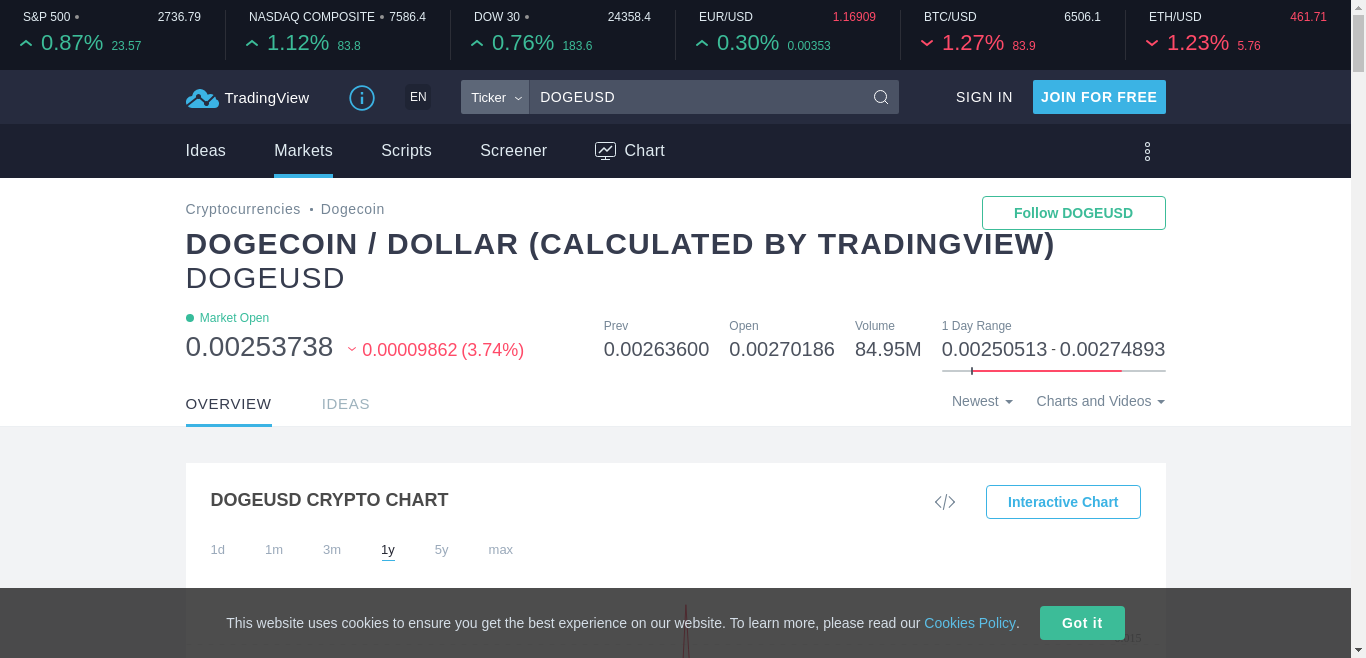 S&P 500 2736.79 NASDAQ COMPOSITE 7586.4 DOW 30 24358.4 EUR/USD 1.16909 BTC/USD 6506.1 ETH/USD 461.71
0.87% 23.57 1.12% 83.8 0.76% 183.6 0.30% 0.00353 1.27% 83.9 1.23% 5.76
TradingView EN Ticker DOGEUSD SIGN IN JOIN FOR FREE
Ideas Markets Scripts Screener Chart
Cryptocurrencies • Dogecoin
Follow DOGEUSD
DOGECOIN / DOLLAR (CALCULATED BY TRADINGVIEW)
DOGEUSD
Market Open
0.00253738 0.00009862 (3.74%)
Prev Open Volume 1 Day Range
0.00263600 0.00270186 84.95M 0.00250513 - 0.00274893
OVERVIEW IDEAS Newest Charts and Videos
DOGEUSD CRYPTO CHART
</> Interactive Chart
1d 1m 3m 1y 5y max
This website uses cookies to ensure you get the best experience on our website. To learn more, please read our Cookies Policy. Got it